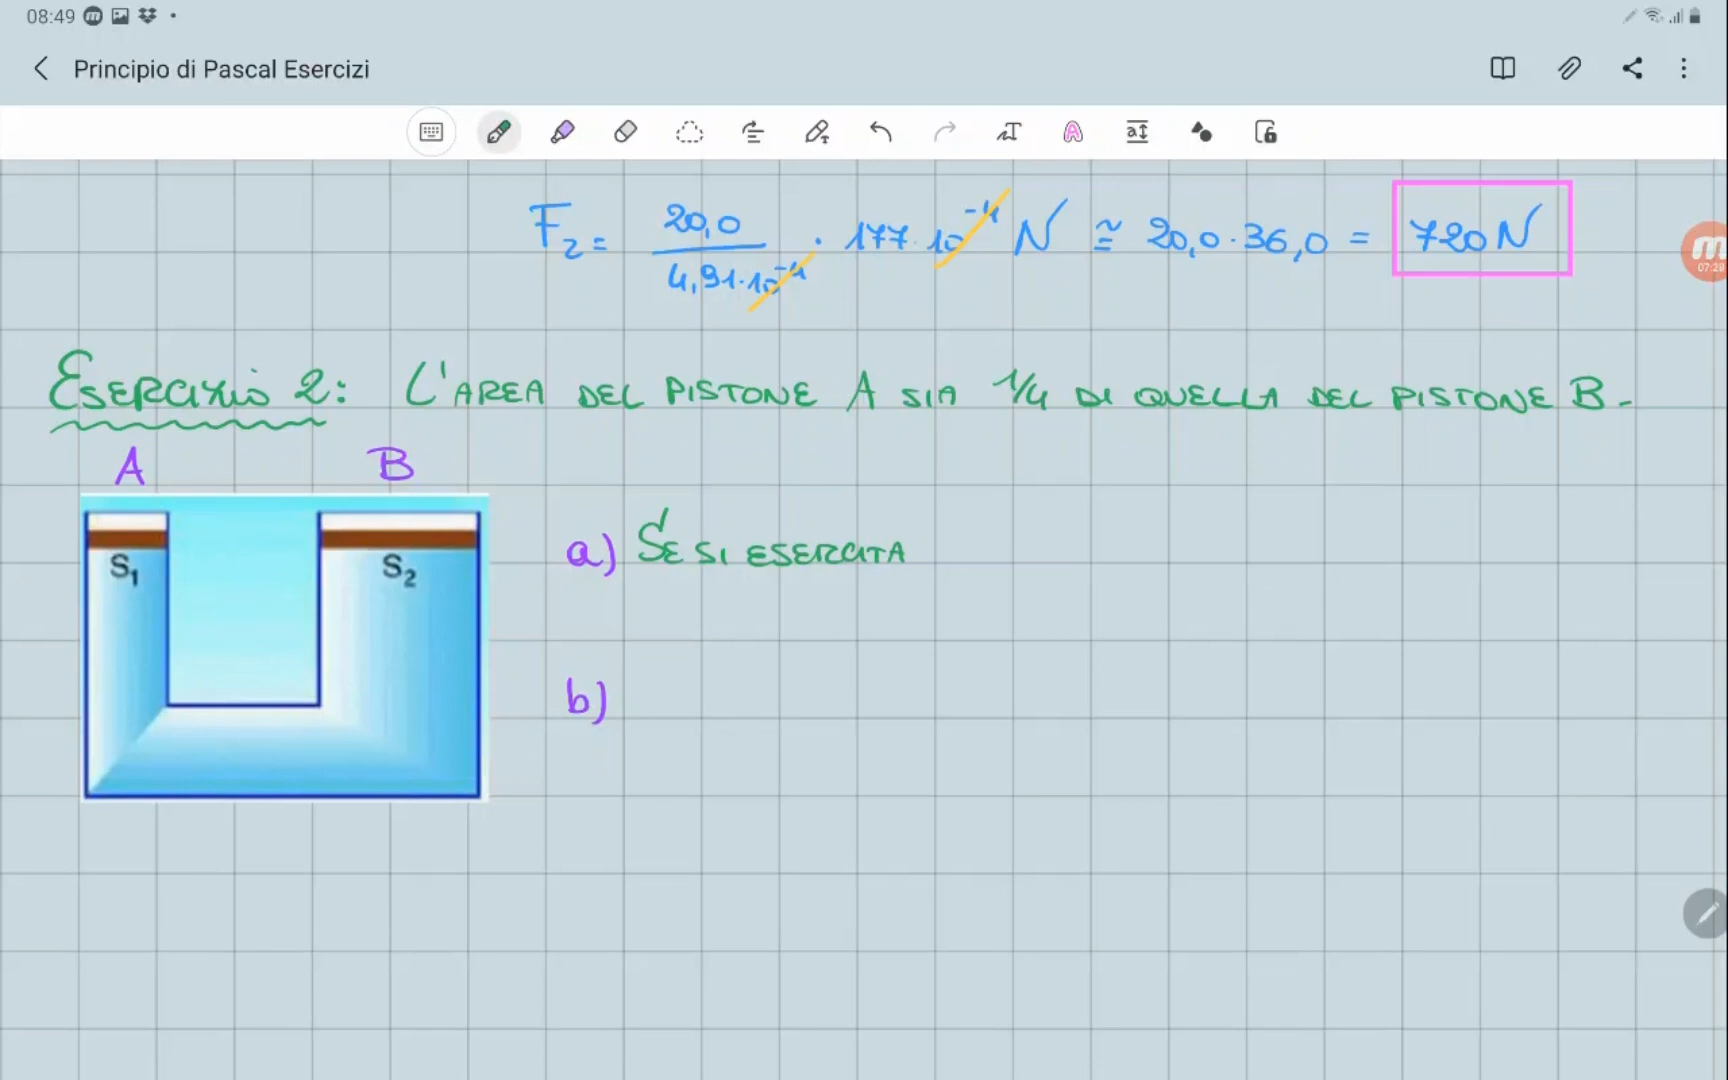 08:49
Principio di Pascal Esercizi
F₂ = 20,0 / 4,91·10⁻⁴ · 177·10⁻⁴ N ≅ 20,0·36,0 = 720 N
07:29
ESERCIZIO 2: L'AREA DEL PISTONE A SIA 1/4 DI QUELLA DEL PISTONE B.
A B
S₁ S₂
a) SE SI ESERCITA
b)